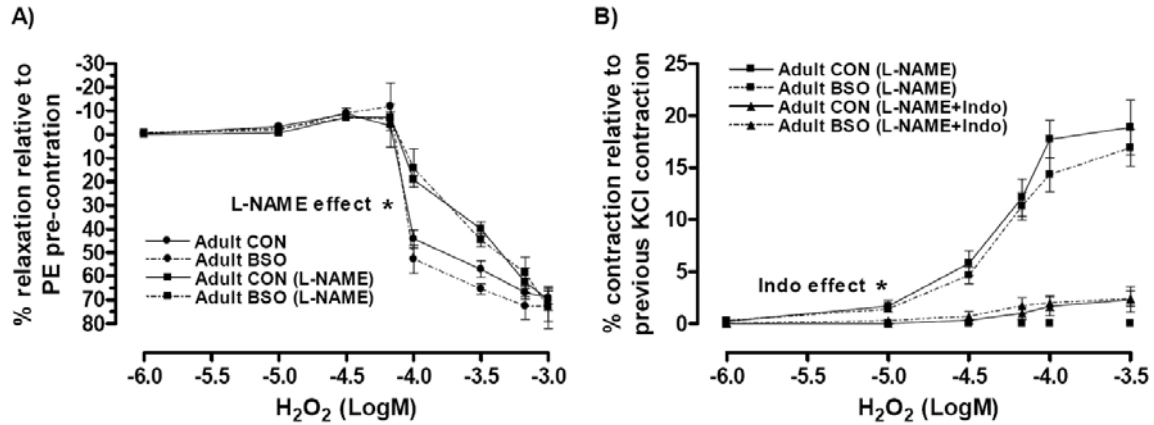 A)
% relaxation relative to
PE pre-contration
-30
-20
-10
0
10
20
30
40
50
60
70
80
L-NAME effect *
Adult CON
Adult BSO
Adult CON (L-NAME)
Adult BSO (L-NAME)
-6.0 -5.5 -5.0 -4.5 -4.0 -3.5 -3.0
H₂O₂ (LogM)
B)
% contraction relative to
previous KCl contraction
25
20
15
10
5
0
Adult CON (L-NAME)
Adult BSO (L-NAME)
Adult CON (L-NAME+Indo)
Adult BSO (L-NAME+Indo)
Indo effect *
-6.0 -5.5 -5.0 -4.5 -4.0 -3.5
H₂O₂ (LogM)